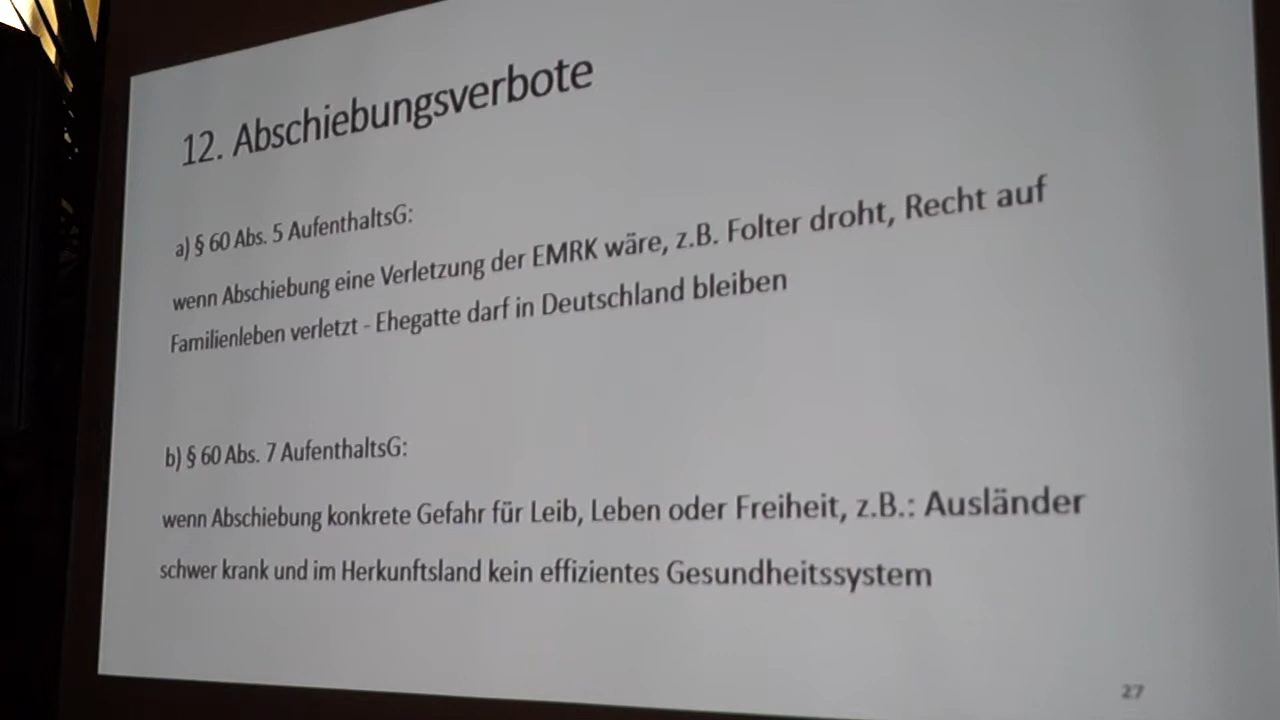 12. Abschiebungsverbote
a) § 60 Abs. 5 AufenthaltsG:
wenn Abschiebung eine Verletzung der EMRK wäre, z.B. Folter droht, Recht auf
Familienleben verletzt - Ehegatte darf in Deutschland bleiben
b) § 60 Abs. 7 AufenthaltsG:
wenn Abschiebung konkrete Gefahr für Leib, Leben oder Freiheit, z.B.: Ausländer
schwer krank und im Herkunftsland kein effizientes Gesundheitssystem
27